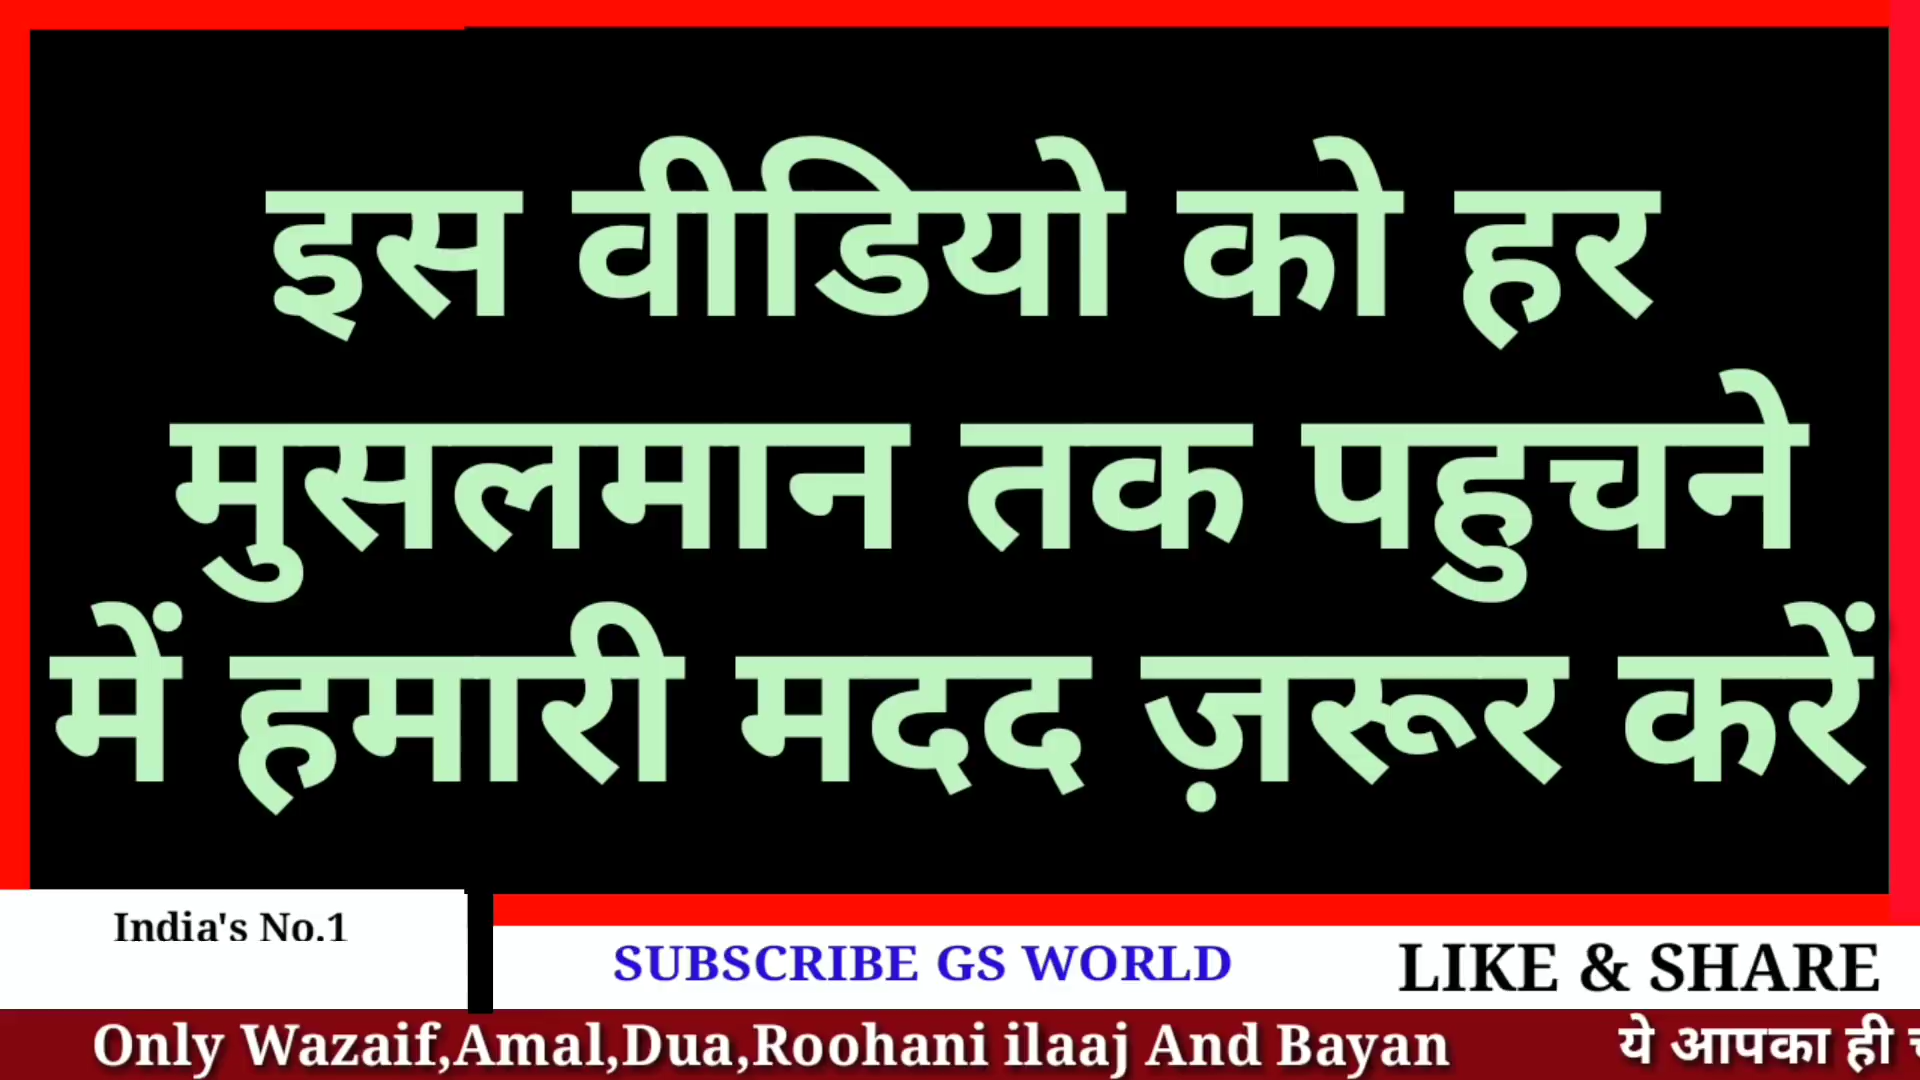 इस वीडियो को हर
मुसलमान तक पहुचने
में हमारी मदद ज़रूर करें
India's No.1
SUBSCRIBE GS WORLD
LIKE & SHARE
Only Wazaif,Amal,Dua,Roohani ilaaj And Bayan ये आपका ही